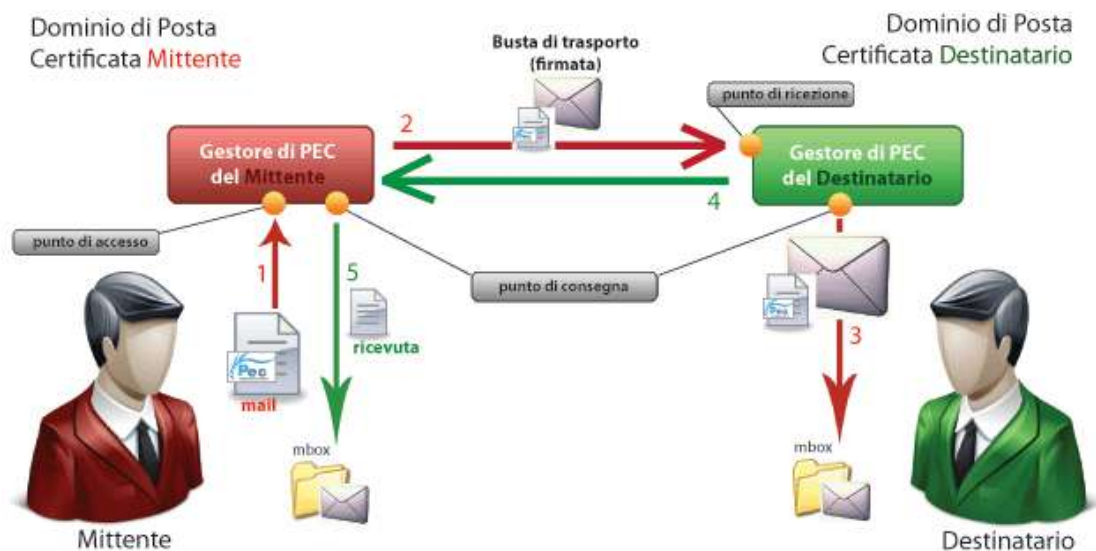 Dominio di Posta
Certificata Mittente
Busta di trasporto
(firmata)
Dominio di Posta
Certificata Destinatario
punto di ricezione
2
Gestore di PEC
del Mittente
Gestore di PEC
del Destinatario
4
punto di accesso
1
5
punto di consegna
Pec
ricevuta
mail
3
mbox
mbox
Mittente
Destinatario